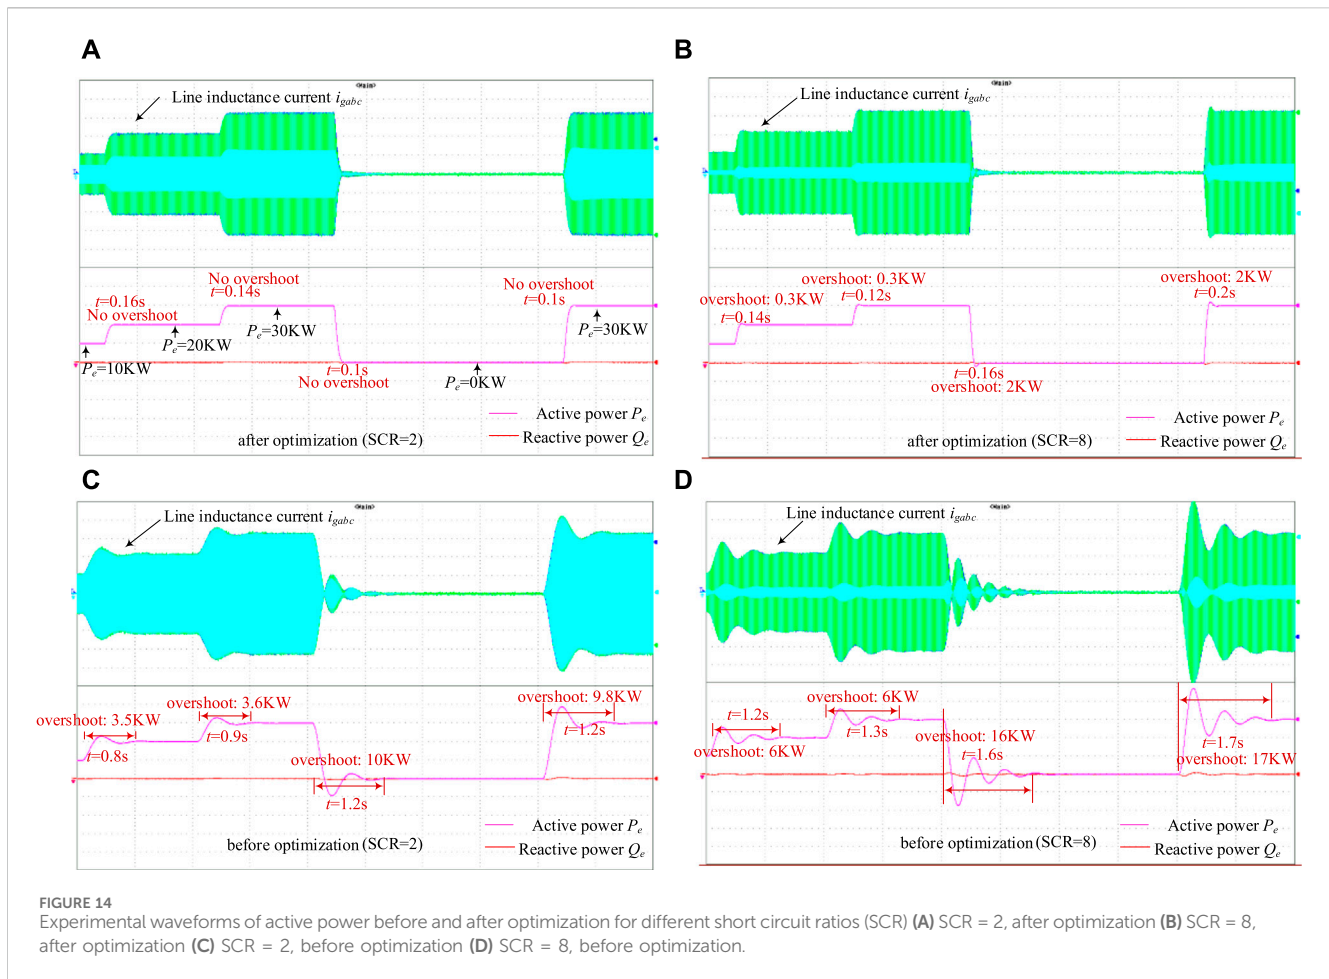 A
<Main>
Line inductance current igabc
No overshoot
t=0.14s
t=0.16s
No overshoot
No overshoot
t=0.1s
Pe=10KW
Pe=20KW
Pe=30KW
t=0.1s
No overshoot
Pe=0KW
Pe=30KW
Active power Pe
Reactive power Qe
after optimization (SCR=2)
B
<Main>
Line inductance current igabc
overshoot: 0.3KW
t=0.14s
overshoot: 0.3KW
t=0.12s
overshoot: 2KW
t=0.2s
t=0.16s
overshoot: 2KW
Active power Pe
Reactive power Qe
after optimization (SCR=8)
C
<Main>
Line inductance current igabc
overshoot: 3.5KW
t=0.8s
overshoot: 3.6KW
t=0.9s
overshoot: 10KW
t=1.2s
overshoot: 9.8KW
t=1.2s
Active power Pe
Reactive power Qe
before optimization (SCR=2)
D
<Main>
Line inductance current igabc
t=1.2s
overshoot: 6KW
overshoot: 6KW
t=1.3s
overshoot: 16KW
t=1.6s
t=1.7s
overshoot: 17KW
Active power Pe
Reactive power Qe
before optimization (SCR=8)
FIGURE 14
Experimental waveforms of active power before and after optimization for different short circuit ratios (SCR) (A) SCR = 2, after optimization (B) SCR = 8,
after optimization (C) SCR = 2, before optimization (D) SCR = 8, before optimization.